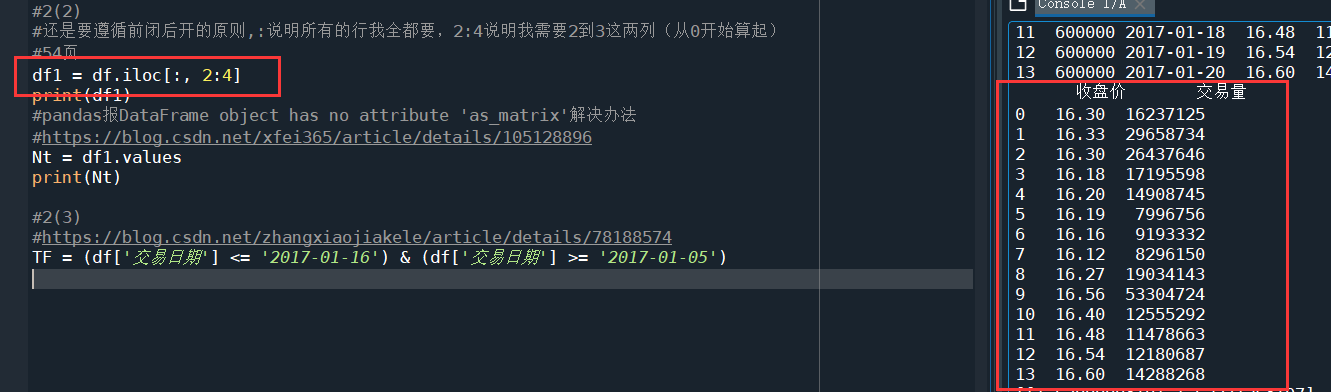 #2(2)
#还是要遵循前闭后开的原则,:说明所有的行我全都要，2:4说明我需要2到3这两列（从0开始算起）
#54页
df1 = df.iloc[:, 2:4]
print(df1)
#pandas报DataFrame object has no attribute 'as_matrix'解决办法
#https://blog.csdn.net/xfei365/article/details/105128896
Nt = df1.values
print(Nt)
#2(3)
#https://blog.csdn.net/zhangxiaojiakele/article/details/78188574
TF = (df['交易日期'] <= '2017-01-16') & (df['交易日期'] >= '2017-01-05')
Console 1/A
11 600000 2017-01-18 16.48 11
12 600000 2017-01-19 16.54 12
13 600000 2017-01-20 16.60 14
收盘价 交易量
0 16.30 16237125
1 16.33 29658734
2 16.30 26437646
3 16.18 17195598
4 16.20 14908745
5 16.19 7996756
6 16.16 9193332
7 16.12 8296150
8 16.27 19034143
9 16.56 53304724
10 16.40 12555292
11 16.48 11478663
12 16.54 12180687
13 16.60 14288268